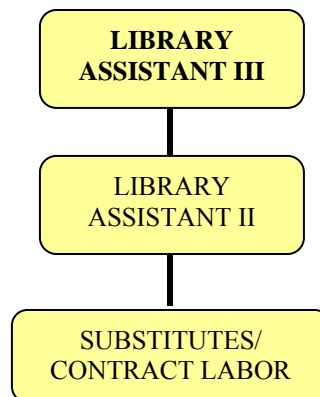 LIBRARY
ASSISTANT III
LIBRARY
ASSISTANT II
SUBSTITUTES/
CONTRACT LABOR